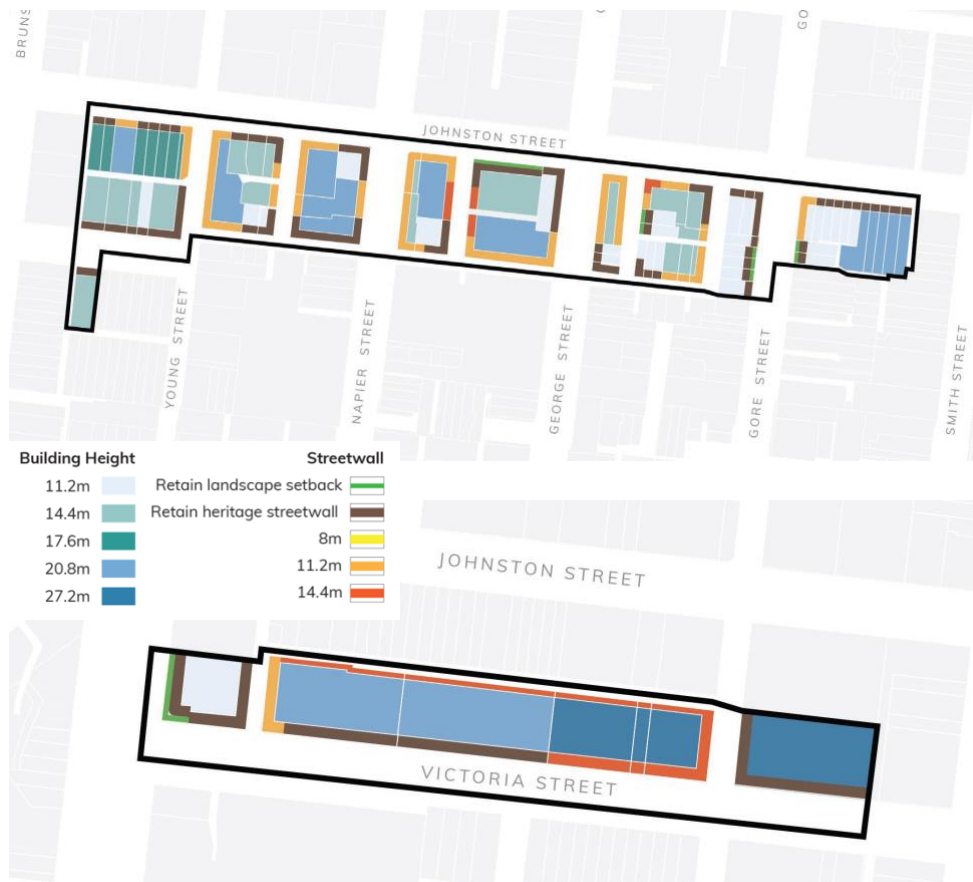 BRUNS
GO
JOHNSTON STREET
YOUNG STREET
NAPIER STREET
GEORGE STREET
GORE STREET
SMITH STREET
Building Height
11.2m
14.4m
17.6m
20.8m
27.2m
Streetwall
Retain landscape setback
Retain heritage streetwall
8m
11.2m
14.4m
JOHNSTON STREET
VICTORIA STREET